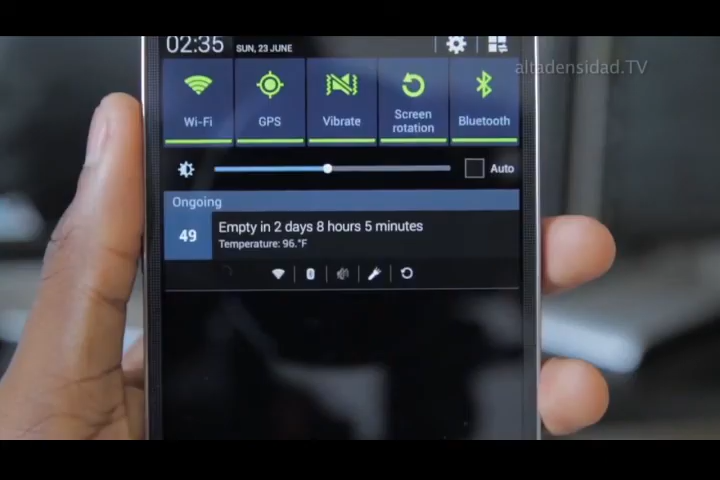 02:35 SUN, 23 JUNE
altadensidad.TV
Wi-Fi GPS Vibrate Screen rotation Bluetooth
Auto
Ongoing
49 Empty in 2 days 8 hours 5 minutes
Temperature: 96.°F